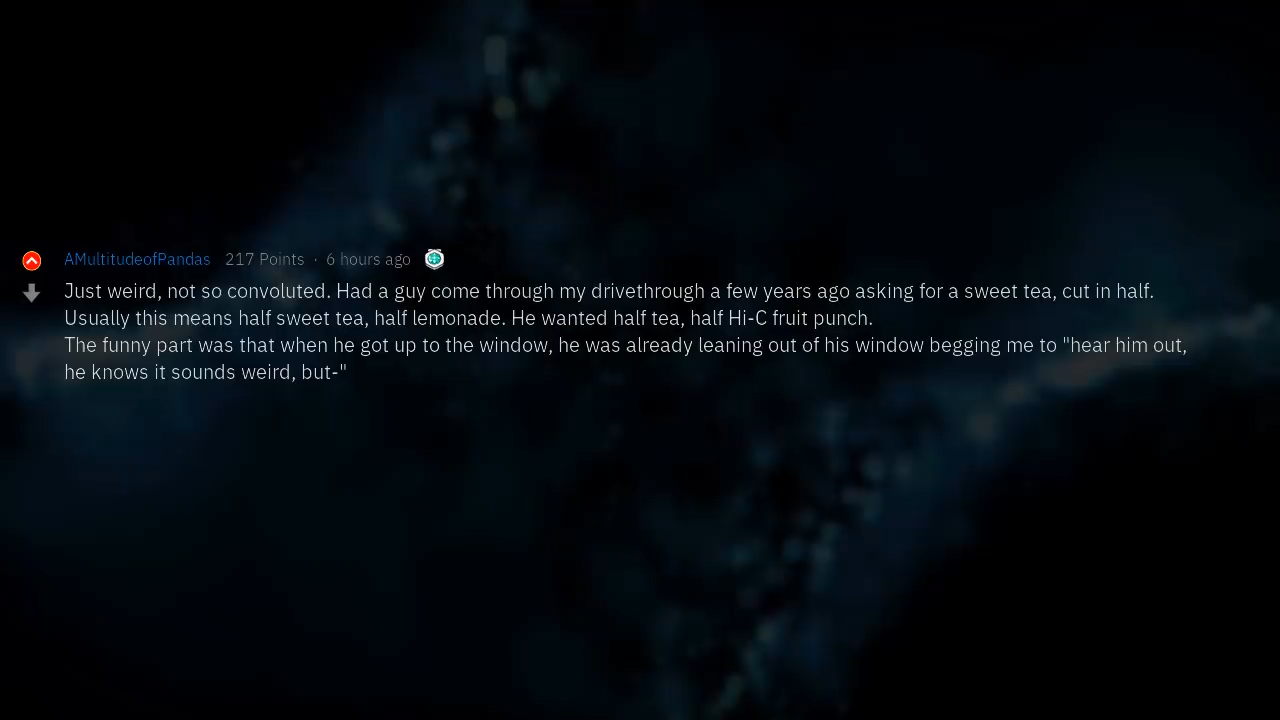 AMultitudeofPandas 217 Points · 6 hours ago
Just weird, not so convoluted. Had a guy come through my drivethrough a few years ago asking for a sweet tea, cut in half.
Usually this means half sweet tea, half lemonade. He wanted half tea, half Hi-C fruit punch.
The funny part was that when he got up to the window, he was already leaning out of his window begging me to "hear him out,
he knows it sounds weird, but-"